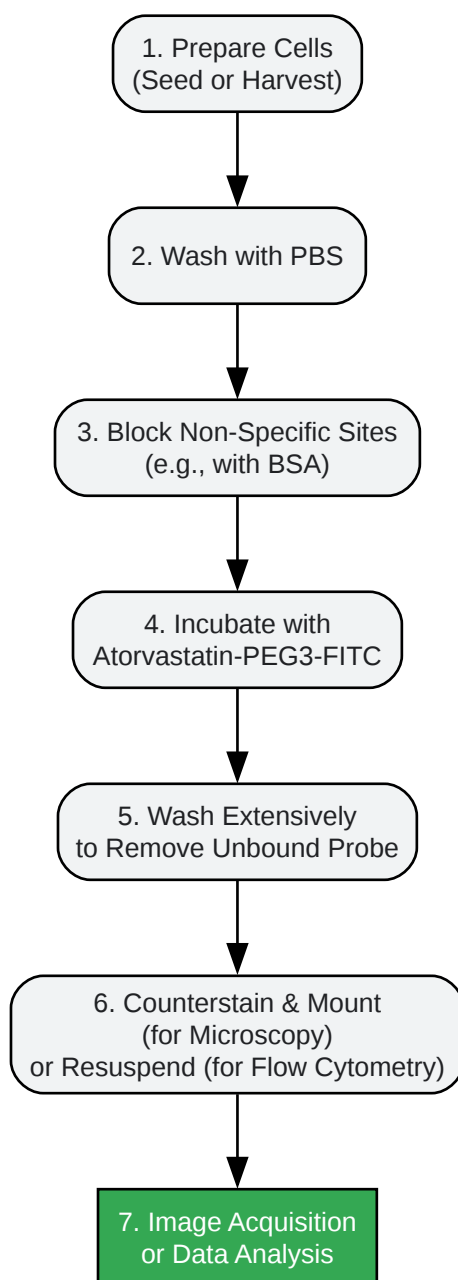 1. Prepare Cells
(Seed or Harvest)
2. Wash with PBS
3. Block Non-Specific Sites
(e.g., with BSA)
4. Incubate with
Atorvastatin-PEG3-FITC
5. Wash Extensively
to Remove Unbound Probe
6. Counterstain & Mount
(for Microscopy)
or Resuspend (for Flow Cytometry)
7. Image Acquisition
or Data Analysis